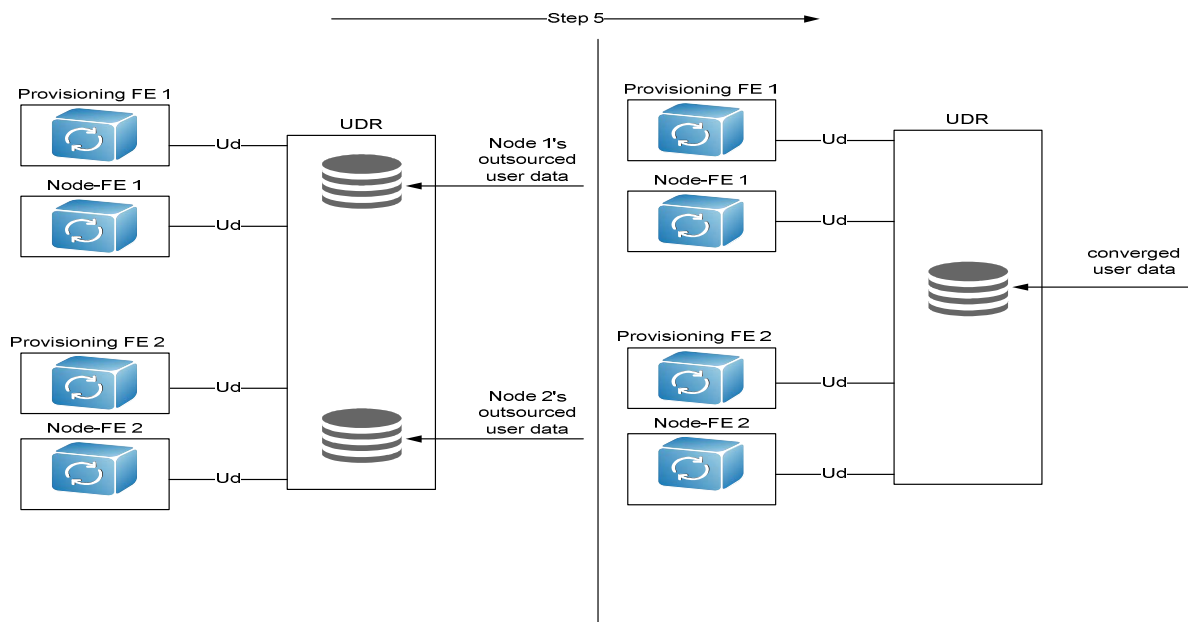 Step 5
Provisioning FE 1
Ud
Node-FE 1
Ud
UDR
Node 1's
outsourced
user data
Provisioning FE 2
Ud
Node-FE 2
Ud
Node 2's
outsourced
user data
Provisioning FE 1
Ud
Node-FE 1
Ud
UDR
converged
user data
Provisioning FE 2
Ud
Node-FE 2
Ud